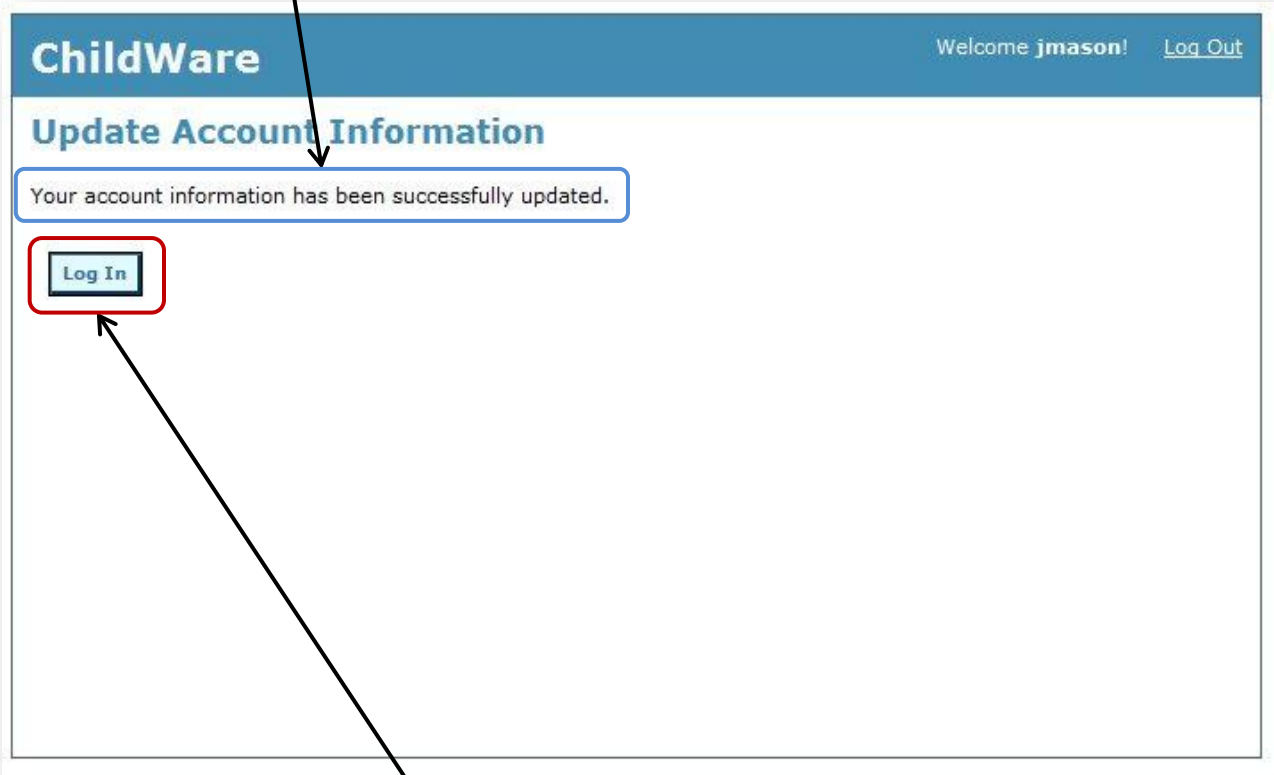 ChildWare
Welcome jmason! Log Out
Update Account Information
Your account information has been successfully updated.
Log In